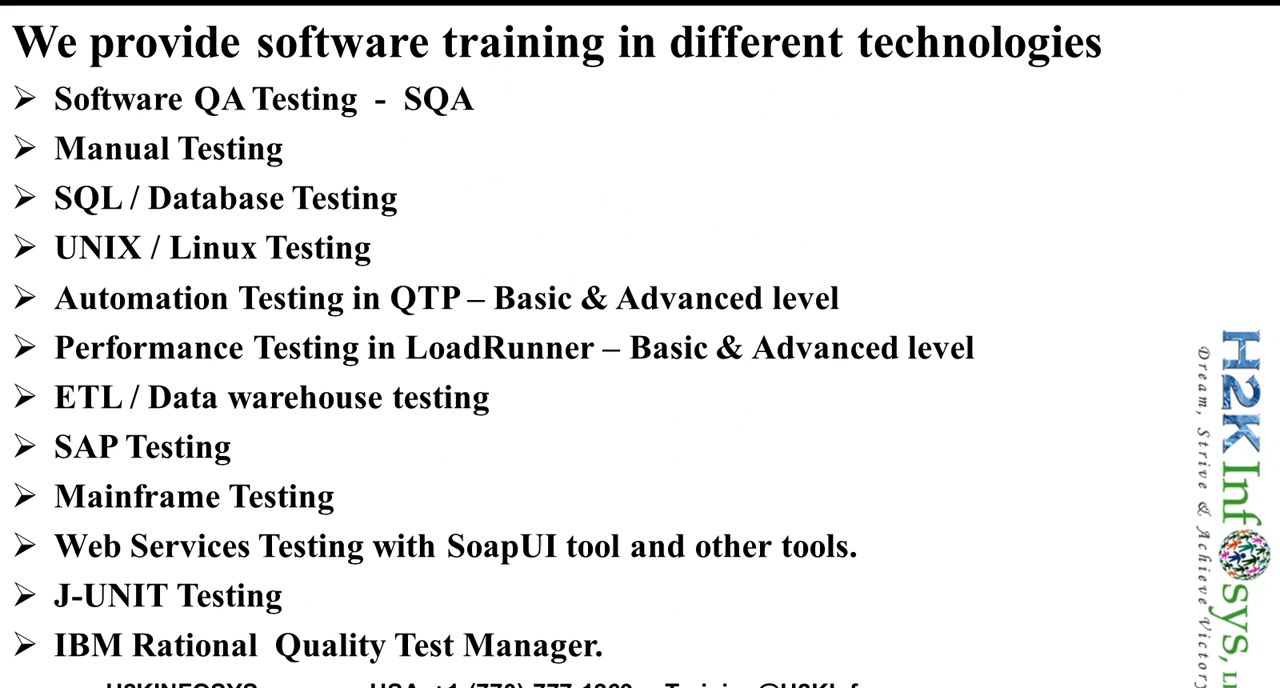 We provide software training in different technologies
➢ Software QA Testing - SQA
➢ Manual Testing
➢ SQL / Database Testing
➢ UNIX / Linux Testing
➢ Automation Testing in QTP – Basic & Advanced level
➢ Performance Testing in LoadRunner – Basic & Advanced level
➢ ETL / Data warehouse testing
➢ SAP Testing
➢ Mainframe Testing
➢ Web Services Testing with SoapUI tool and other tools.
➢ J-UNIT Testing
➢ IBM Rational Quality Test Manager.
H2K Infosys,
Dream, Strive & Achieve Victory